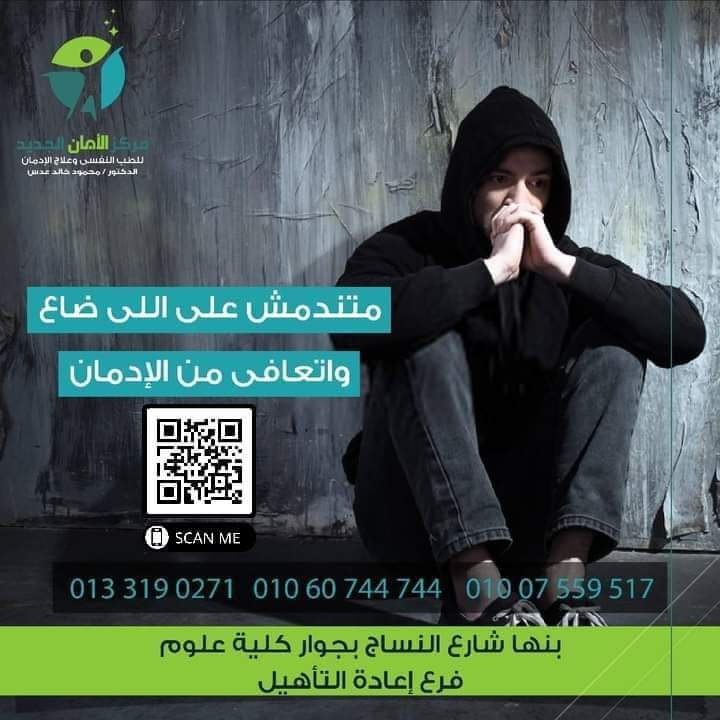 مركز الأمان الجديد
للطب النفسى وعلاج الإدمان
الدكتور / محمود خالد عدس
متندمش على اللى ضاع
واتعافى من الإدمان
SCAN ME
013 319 0271 010 60 744 744 010 07 559 517
بنها شارع النساج بجوار كلية علوم
فرع إعادة التأهيل